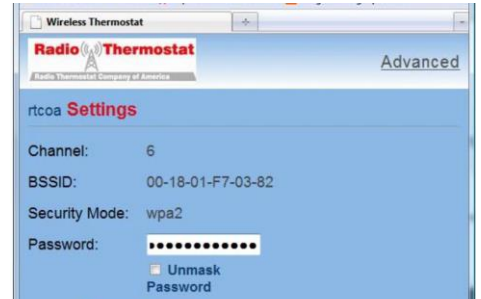 Wireless Thermostat
Radio Thermostat
Radio Thermostat Company of America
Advanced
rtcoa Settings
Channel: 6
BSSID: 00-18-01-F7-03-82
Security Mode: wpa2
Password: ••••••••••••
Unmask
Password